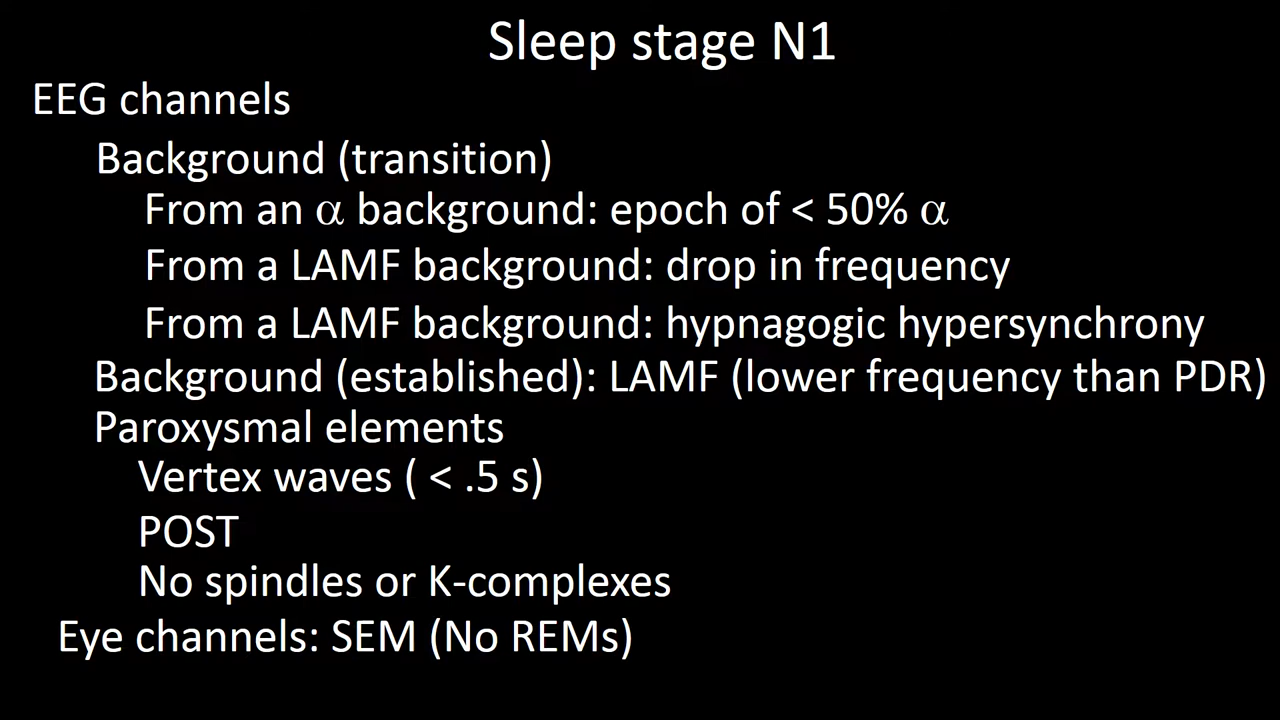 Sleep stage N1
EEG channels
Background (transition)
From an α background: epoch of < 50% α
From a LAMF background: drop in frequency
From a LAMF background: hypnagogic hypersynchrony
Background (established): LAMF (lower frequency than PDR)
Paroxysmal elements
Vertex waves ( < .5 s)
POST
No spindles or K-complexes
Eye channels: SEM (No REMs)